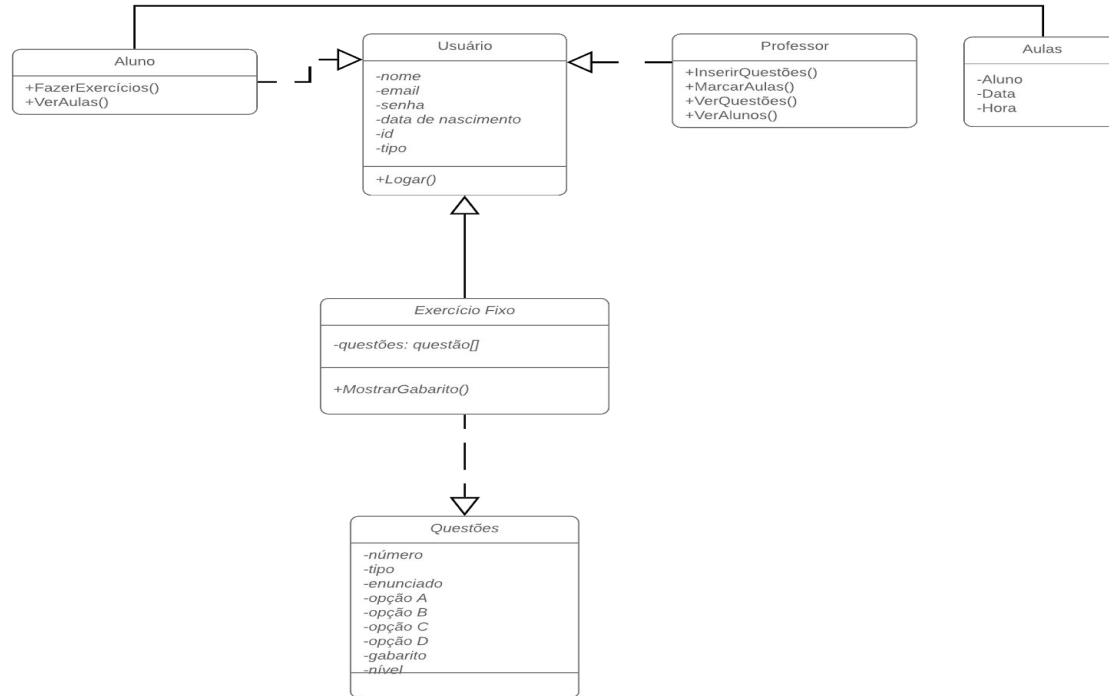 Aluno
+FazerExercícios()
+VerAulas()
Usuário
-nome
-email
-senha
-data de nascimento
-id
-tipo
+Logar()
Professor
+InserirQuestões()
+MarcarAulas()
+VerQuestões()
+VerAlunos()
Aulas
-Aluno
-Data
-Hora
Exercício Fixo
-questões: questão[]
+MostrarGabarito()
Questões
-número
-tipo
-enunciado
-opção A
-opção B
-opção C
-opção D
-gabarito
-nível